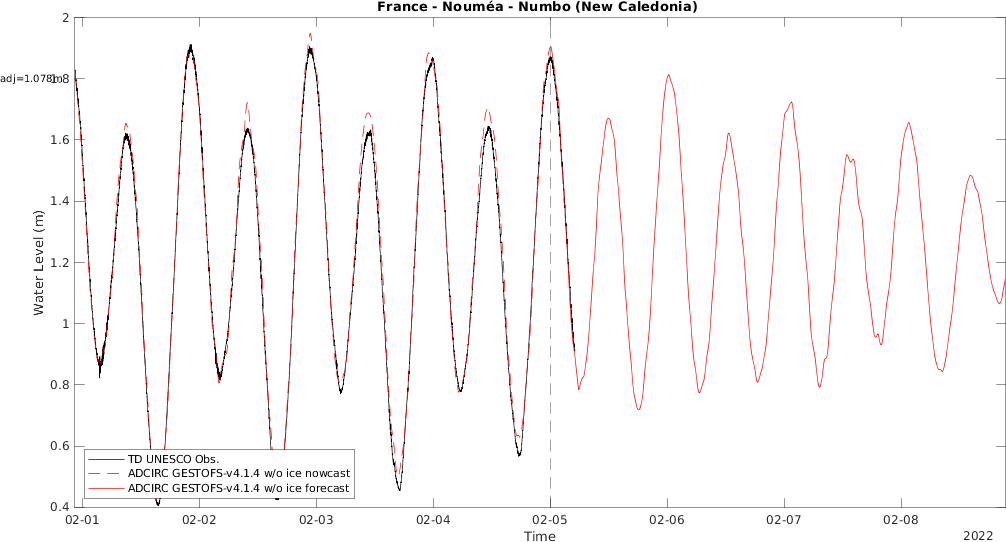 France - Nouméa - Numbo (New Caledonia)
2
adj=1.078m
1.8
1.6
1.4
1.2
1
0.8
0.6
0.4
Water Level (m)
TD UNESCO Obs.
ADCIRC GESTOFS-v4.1.4 w/o ice nowcast
ADCIRC GESTOFS-v4.1.4 w/o ice forecast
02-01 02-02 02-03 02-04 02-05 02-06 02-07 02-08
Time
2022